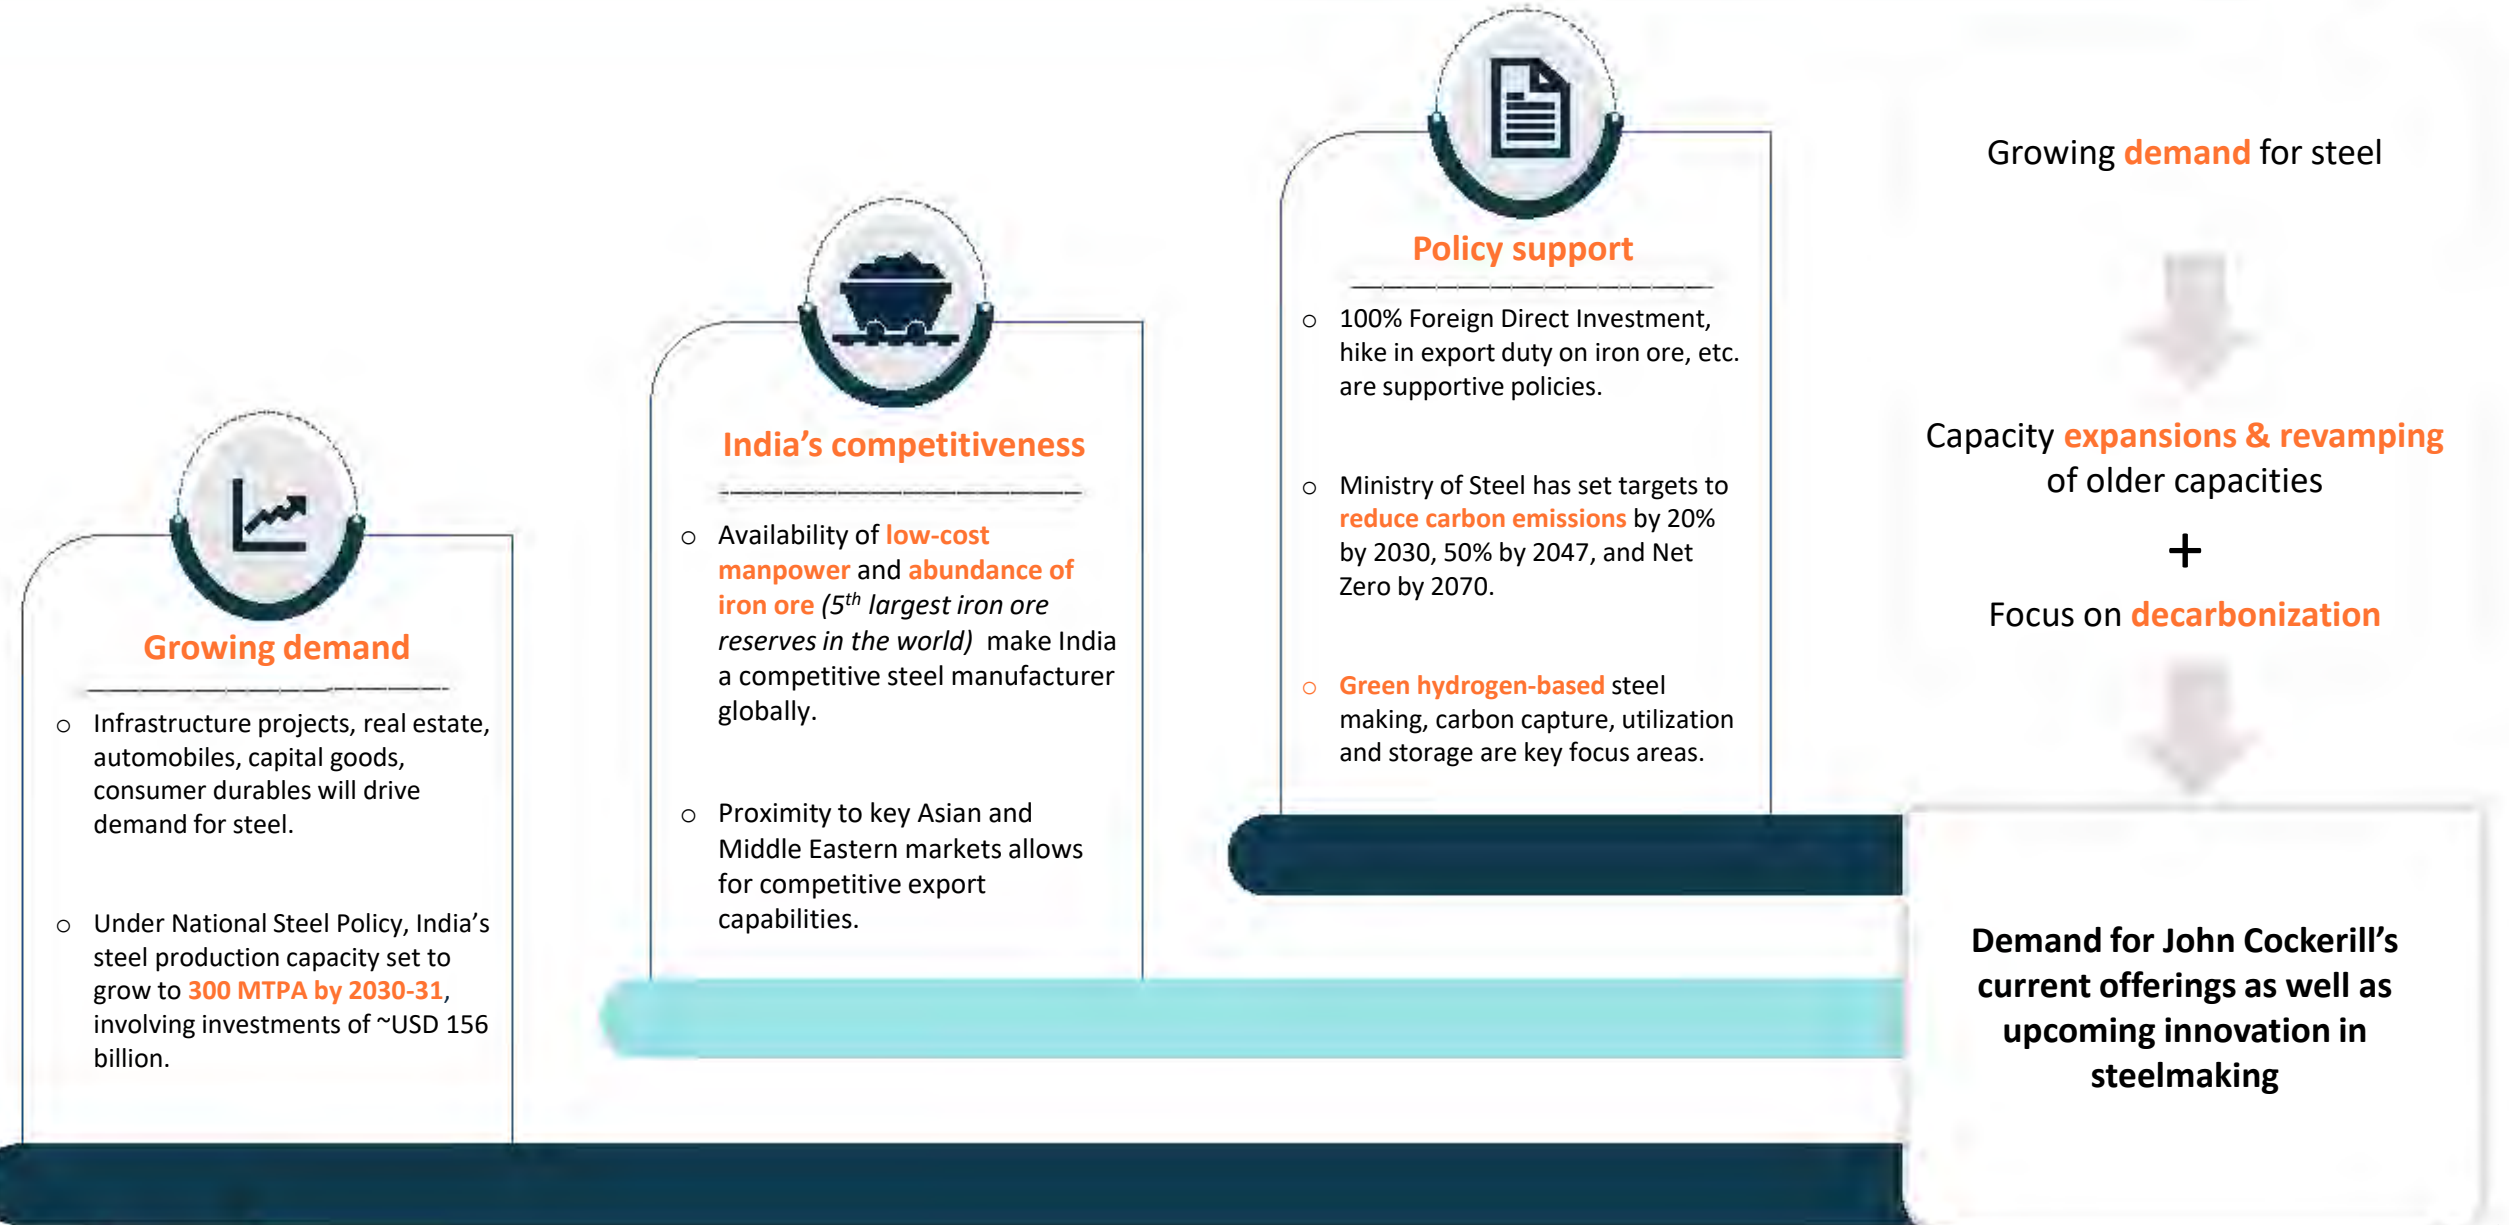 Growing demand
o Infrastructure projects, real estate,
automobiles, capital goods,
consumer durables will drive
demand for steel.
o Under National Steel Policy, India’s
steel production capacity set to
grow to 300 MTPA by 2030-31,
involving investments of ~USD 156
billion.
India’s competitiveness
o Availability of low-cost
manpower and abundance of
iron ore (5th largest iron ore
reserves in the world) make India
a competitive steel manufacturer
globally.
o Proximity to key Asian and
Middle Eastern markets allows
for competitive export
capabilities.
Policy support
o 100% Foreign Direct Investment,
hike in export duty on iron ore, etc.
are supportive policies.
o Ministry of Steel has set targets to
reduce carbon emissions by 20%
by 2030, 50% by 2047, and Net
Zero by 2070.
o Green hydrogen-based steel
making, carbon capture, utilization
and storage are key focus areas.
Growing demand for steel
Capacity expansions & revamping
of older capacities
+
Focus on decarbonization
Demand for John Cockerill’s
current offerings as well as
upcoming innovation in
steelmaking